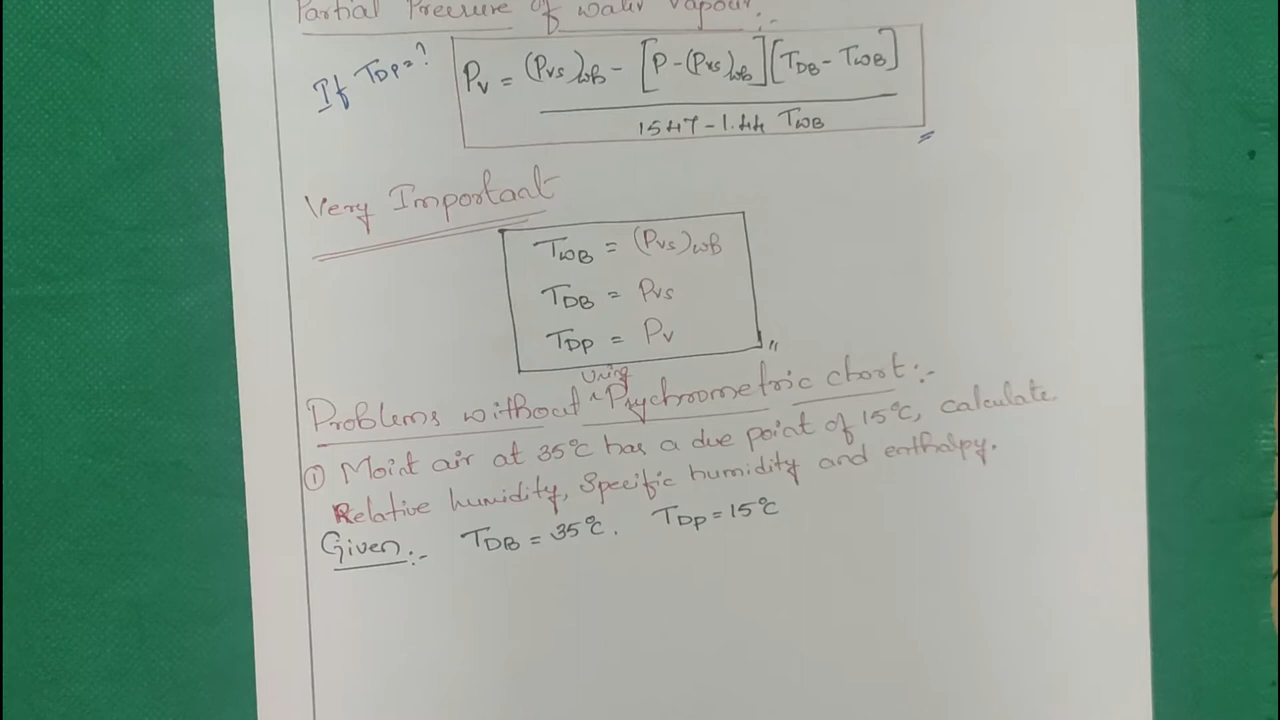 Partial Pressure Of Water Vapour:-
If TDP=?
Pv = (Pvs)WB - [P-(Pvs)WB][TDB - TWB]
1547-1.44 TWB
Very Important
TWB = (Pvs)WB
TDB = Pvs
TDP = Pv
Using
Problems without ^ Psychrometric chart:-
① Moist air at 35°C has a due point of 15°C, calculate
Relative humidity, Specific humidity and enthalpy.
Given:- TDB = 35°C. TDP = 15°C